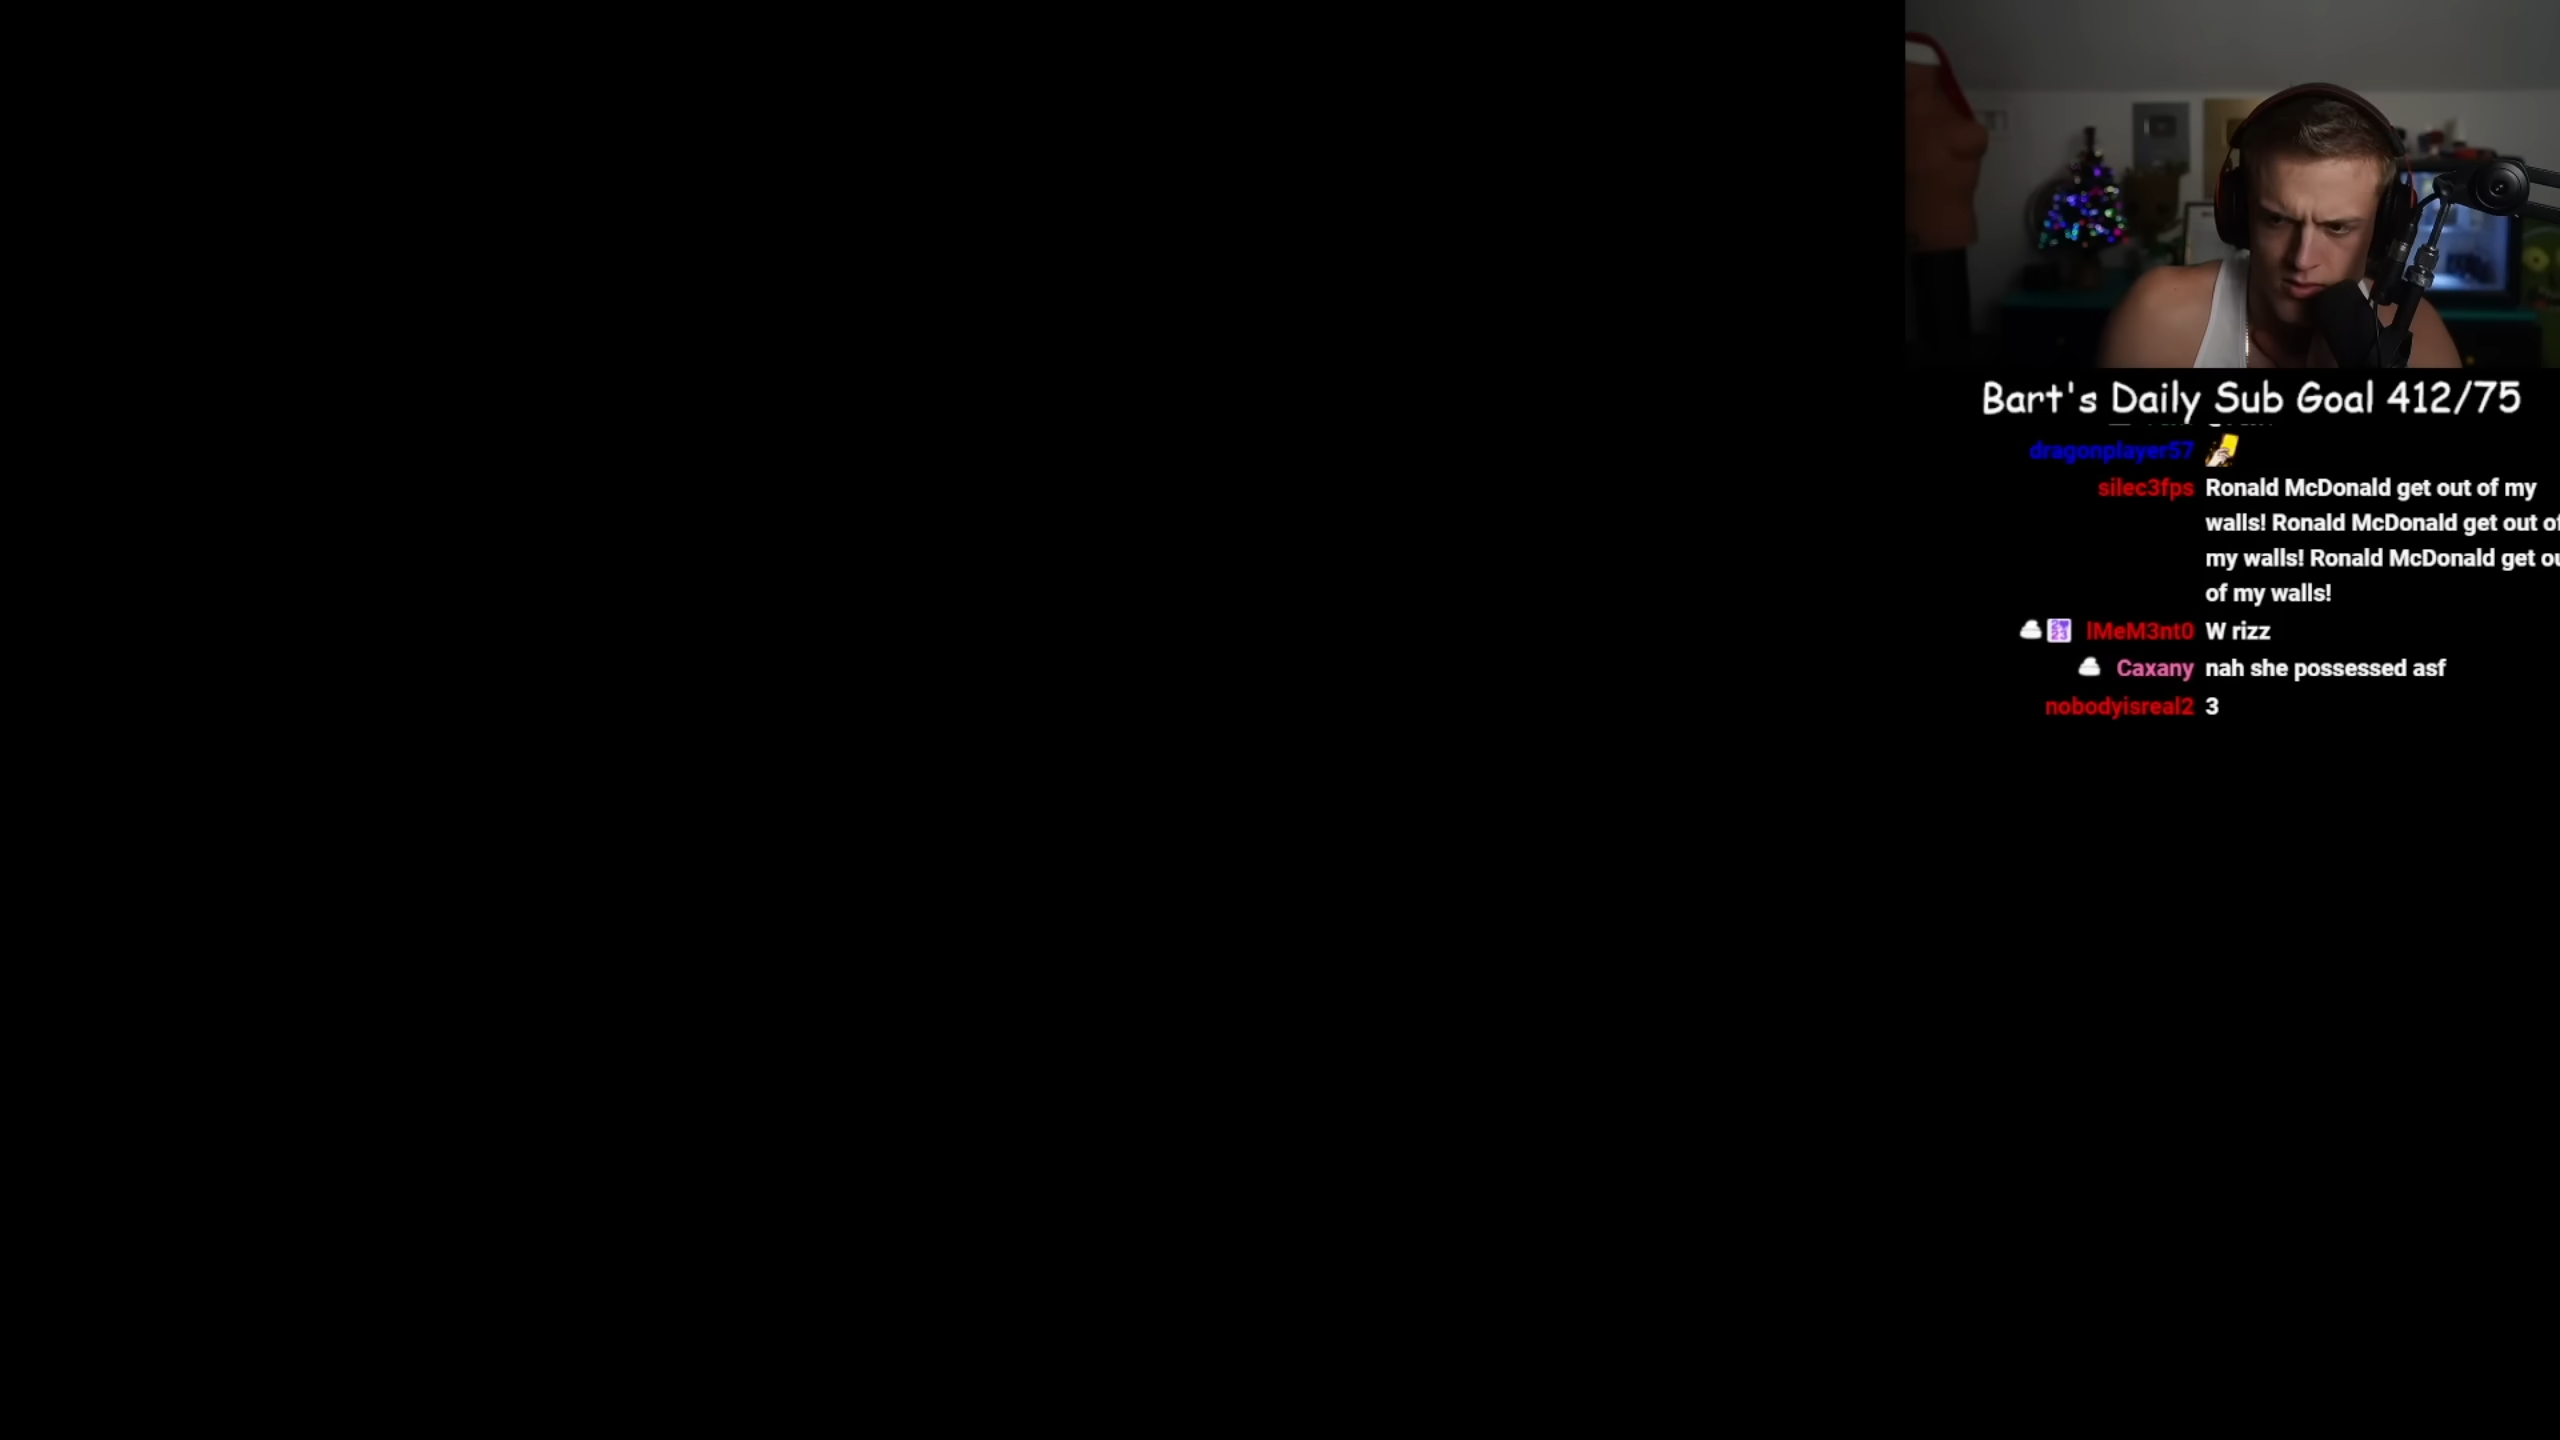 Bart's Daily Sub Goal 412/75
dragonplayer57
silec3fps Ronald McDonald get out of my
walls! Ronald McDonald get out of
my walls! Ronald McDonald get ou
of my walls!
lMeM3nt0 W rizz
Caxany nah she possessed asf
nobodyisreal2 3